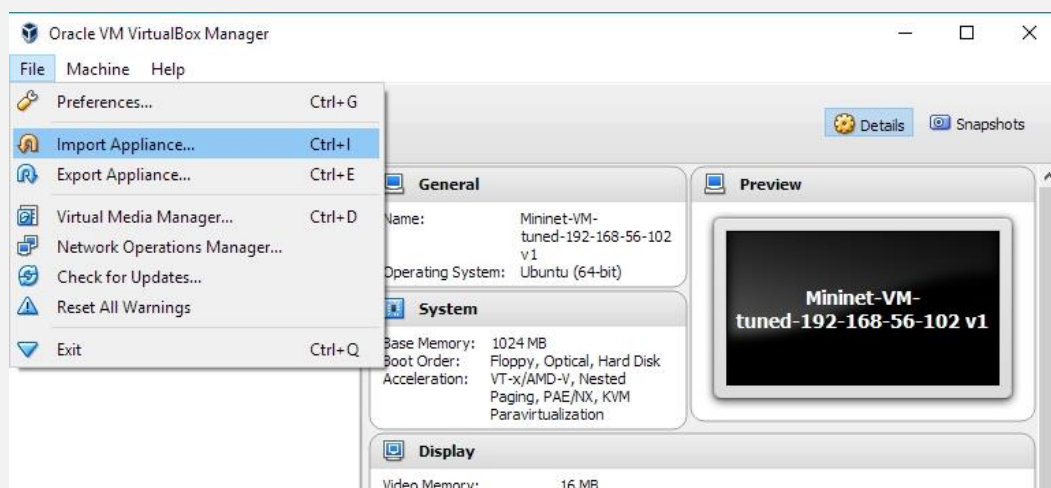 Oracle VM VirtualBox Manager
File Machine Help
Preferences... Ctrl+G
Import Appliance... Ctrl+I
Export Appliance... Ctrl+E
Virtual Media Manager... Ctrl+D
Network Operations Manager...
Check for Updates...
Reset All Warnings
Exit Ctrl+Q
Details Snapshots
General
Name: Mininet-VM-
tuned-192-168-56-102
v1
Operating System: Ubuntu (64-bit)
System
Base Memory: 1024 MB
Boot Order: Floppy, Optical, Hard Disk
Acceleration: VT-x/AMD-V, Nested
Paging, PAE/NX, KVM
Paravirtualization
Display
Video Memory: 16 MB
Preview
Mininet-VM-
tuned-192-168-56-102 v1